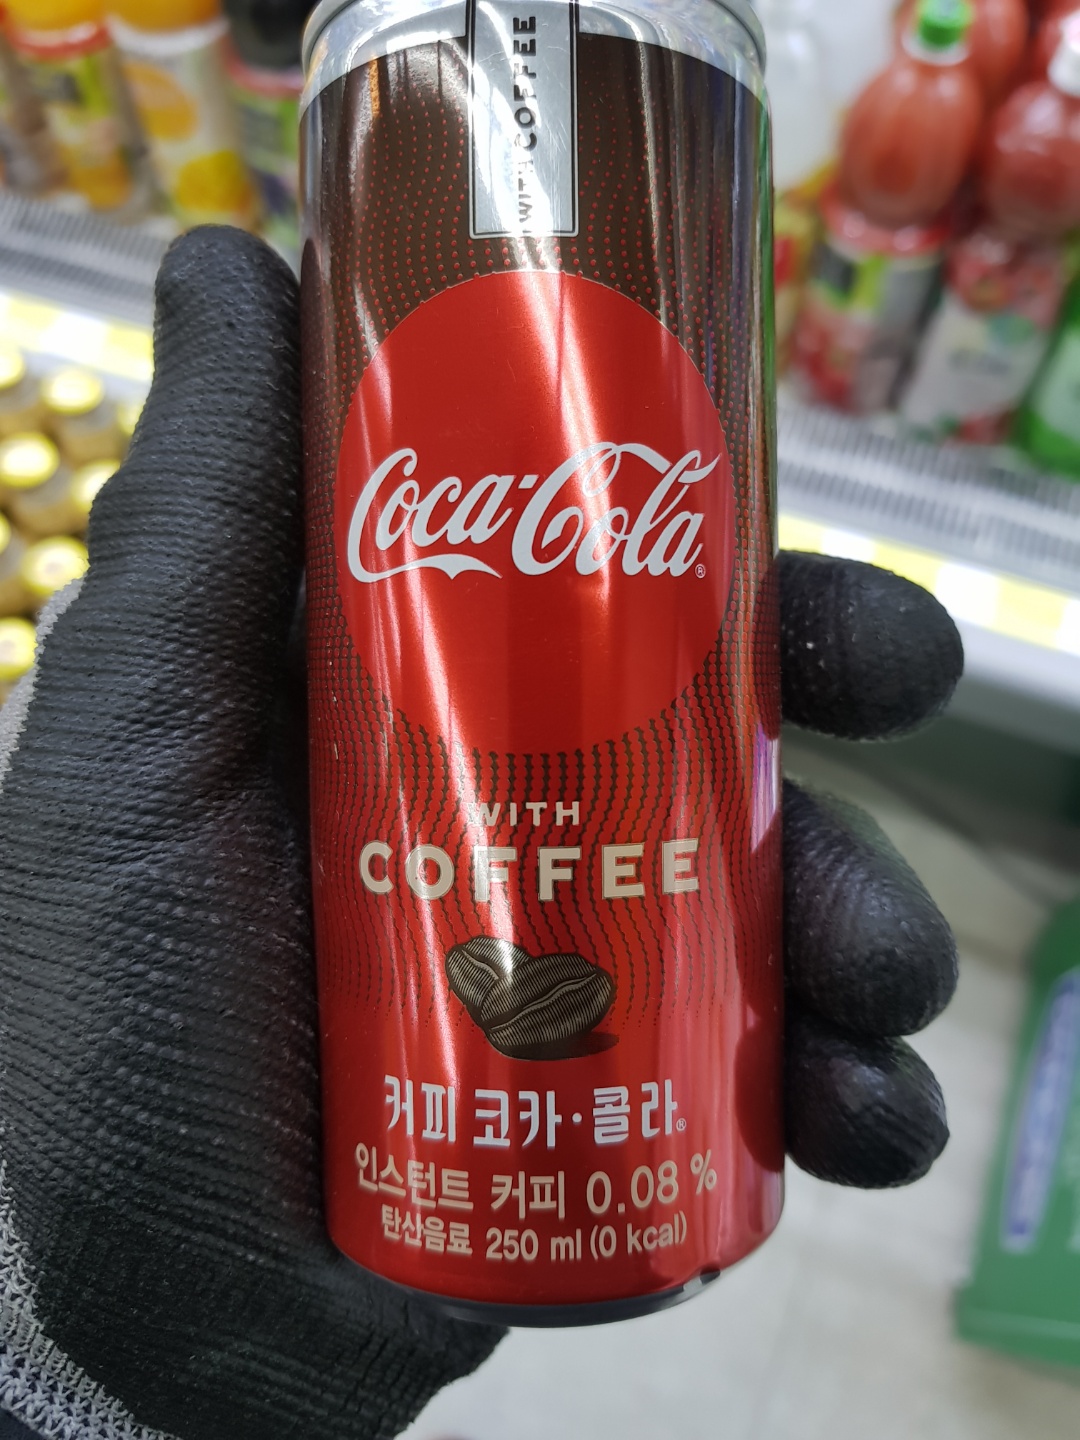 WITH COFFEE
Coca-Cola®
WITH
COFFEE
커피 코카·콜라®
인스턴트 커피 0.08 %
탄산음료 250 ml (0 kcal)